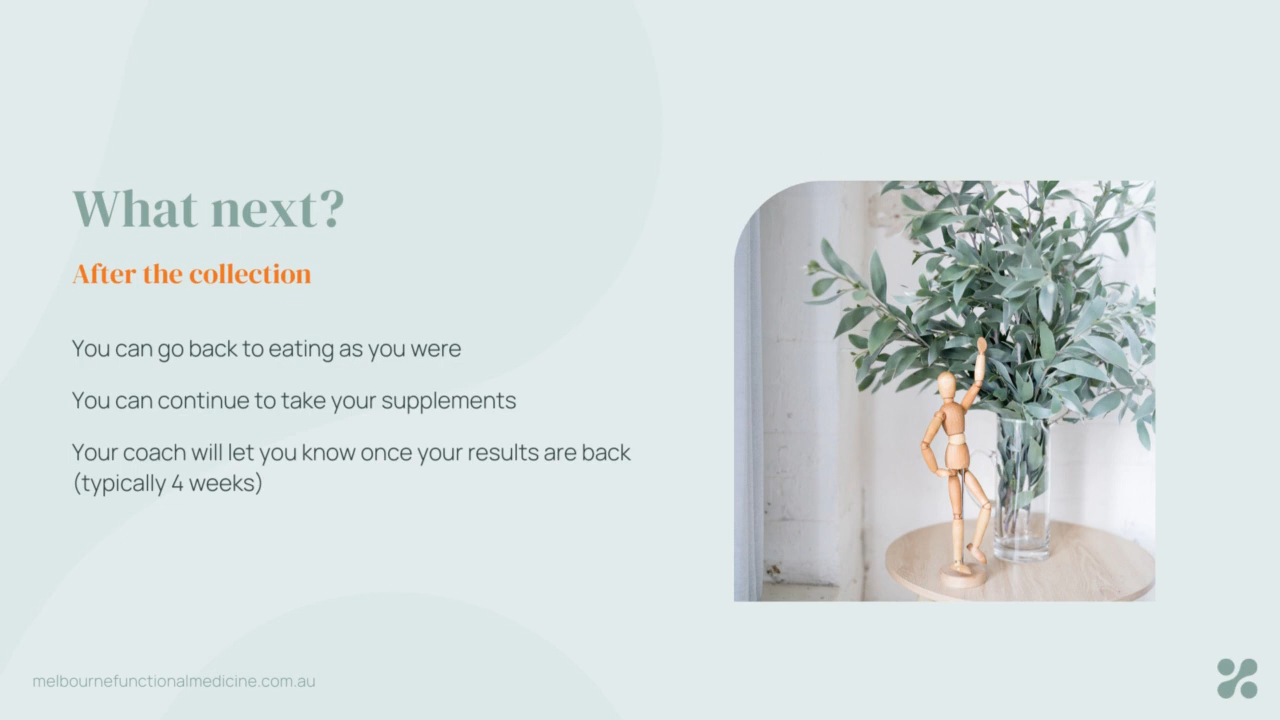 What next?
After the collection
You can go back to eating as you were
You can continue to take your supplements
Your coach will let you know once your results are back
(typically 4 weeks)
melbournefunctionalmedicine.com.au